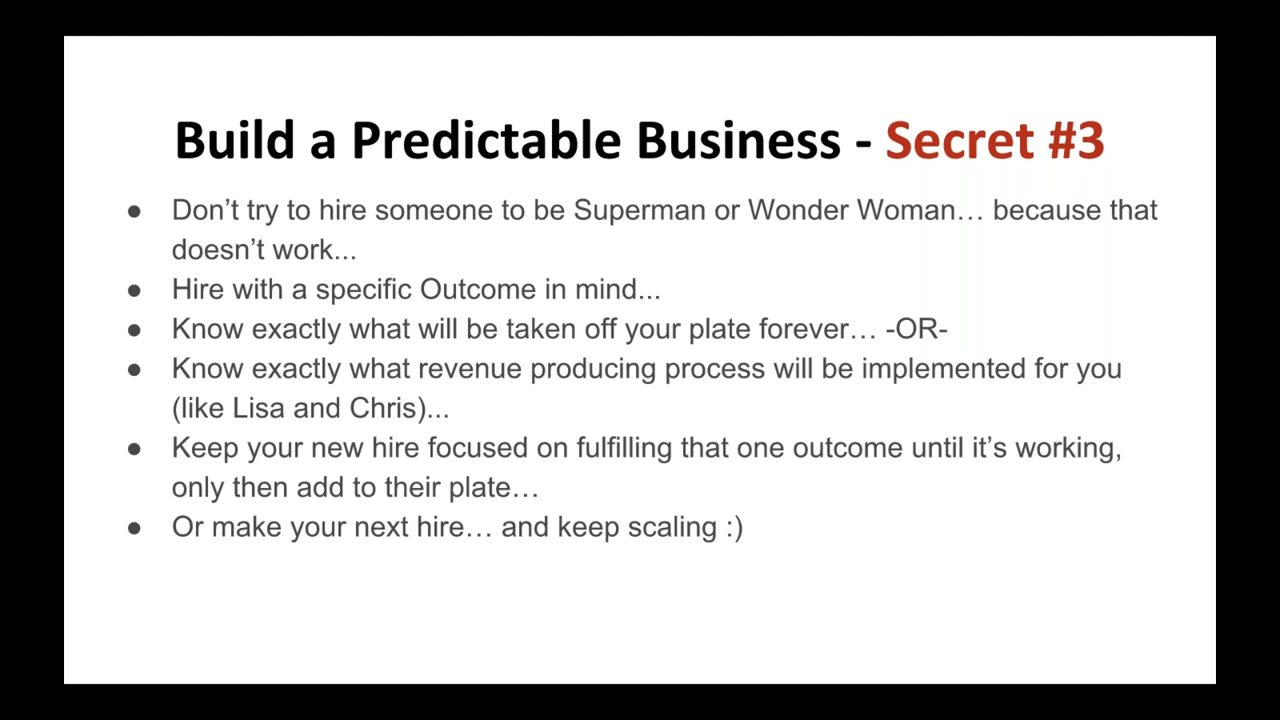 Build a Predictable Business - Secret #3
● Don’t try to hire someone to be Superman or Wonder Woman… because that
doesn’t work...
● Hire with a specific Outcome in mind...
● Know exactly what will be taken off your plate forever… -OR-
● Know exactly what revenue producing process will be implemented for you
(like Lisa and Chris)...
● Keep your new hire focused on fulfilling that one outcome until it’s working,
only then add to their plate…
● Or make your next hire… and keep scaling :)